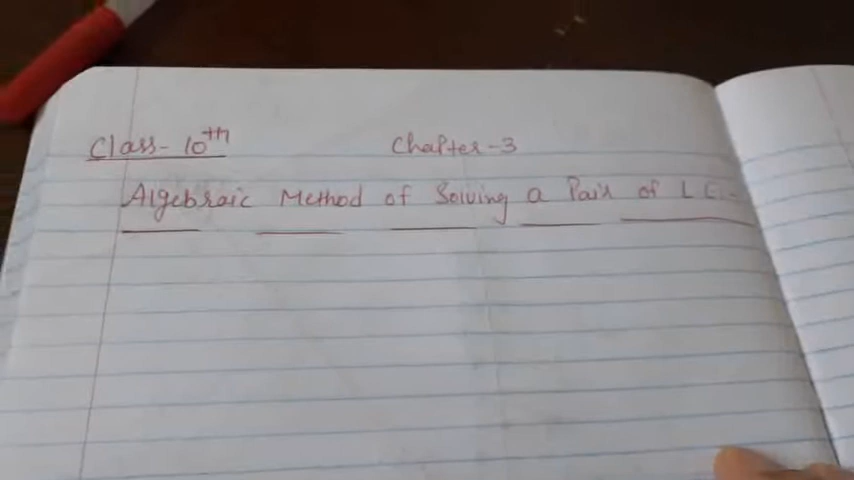 Class- 10th Chapter-3
Algebraic Method of Solving a Pair of L E-